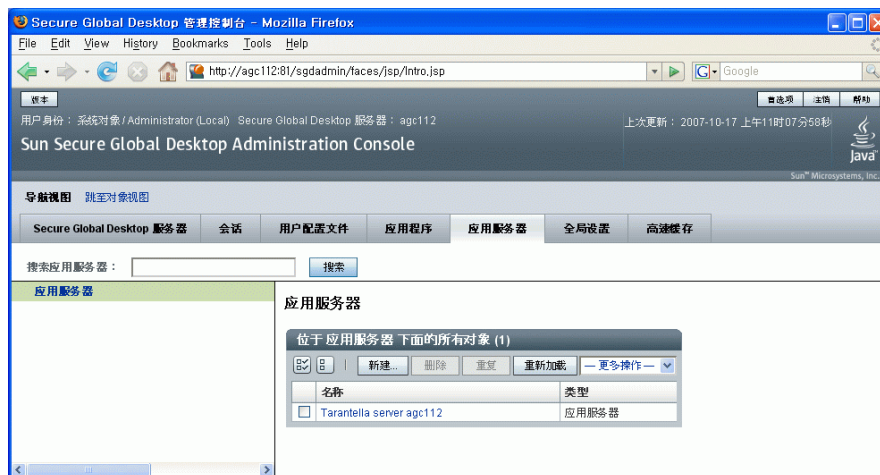 Secure Global Desktop 管理控制台 - Mozilla Firefox
File Edit View History Bookmarks Tools Help
http://agc112:81/sgdadmin/faces/jsp/Intro.jsp
Google
版本
首选项 注销 帮助
用户身份: 系统对象/Administrator (Local) Secure Global Desktop 服务器: agc112
上次更新: 2007-10-17 上午11时07分58秒
Sun Secure Global Desktop Administration Console
Java™
Sun™ Microsystems, Inc.
导航视图 跳至对象视图
Secure Global Desktop 服务器 会话 用户配置文件 应用程序 应用服务器 全局设置 高速缓存
搜索应用服务器: 搜索
应用服务器
应用服务器
位于 应用服务器 下面的所有对象 (1)
新建... 删除 重复 重新加载 — 更多操作 —
名称 类型
Tarantella server agc112 应用服务器